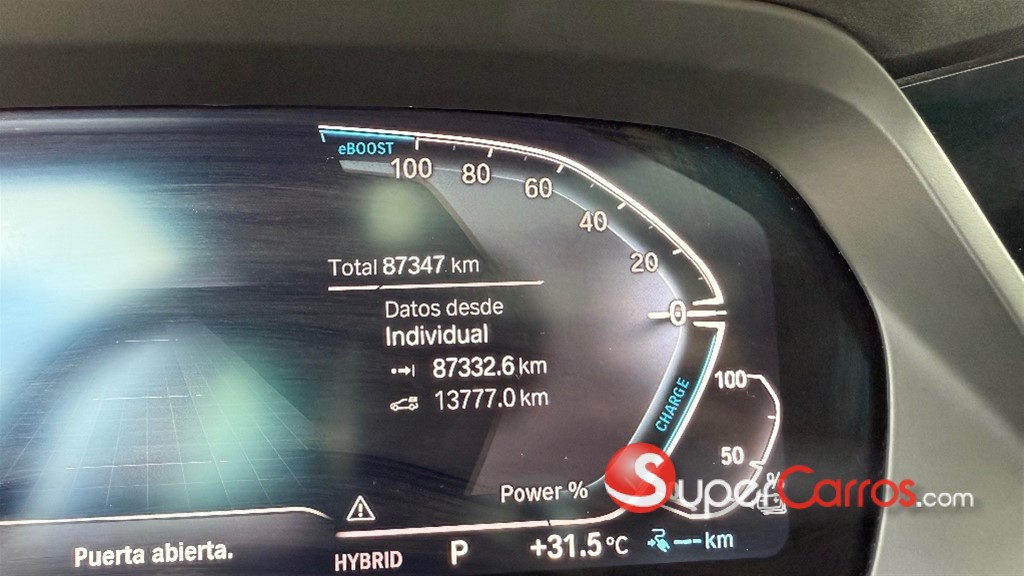 eBOOST
100
80
60
40
20
0
Total 87347 km
Datos desde
Individual
87332.6 km
13777.0 km
CHARGE
100
50
%
Power %
SuperCarros.com
Puerta abierta.
HYBRID
P
+31.5 °C
--- km